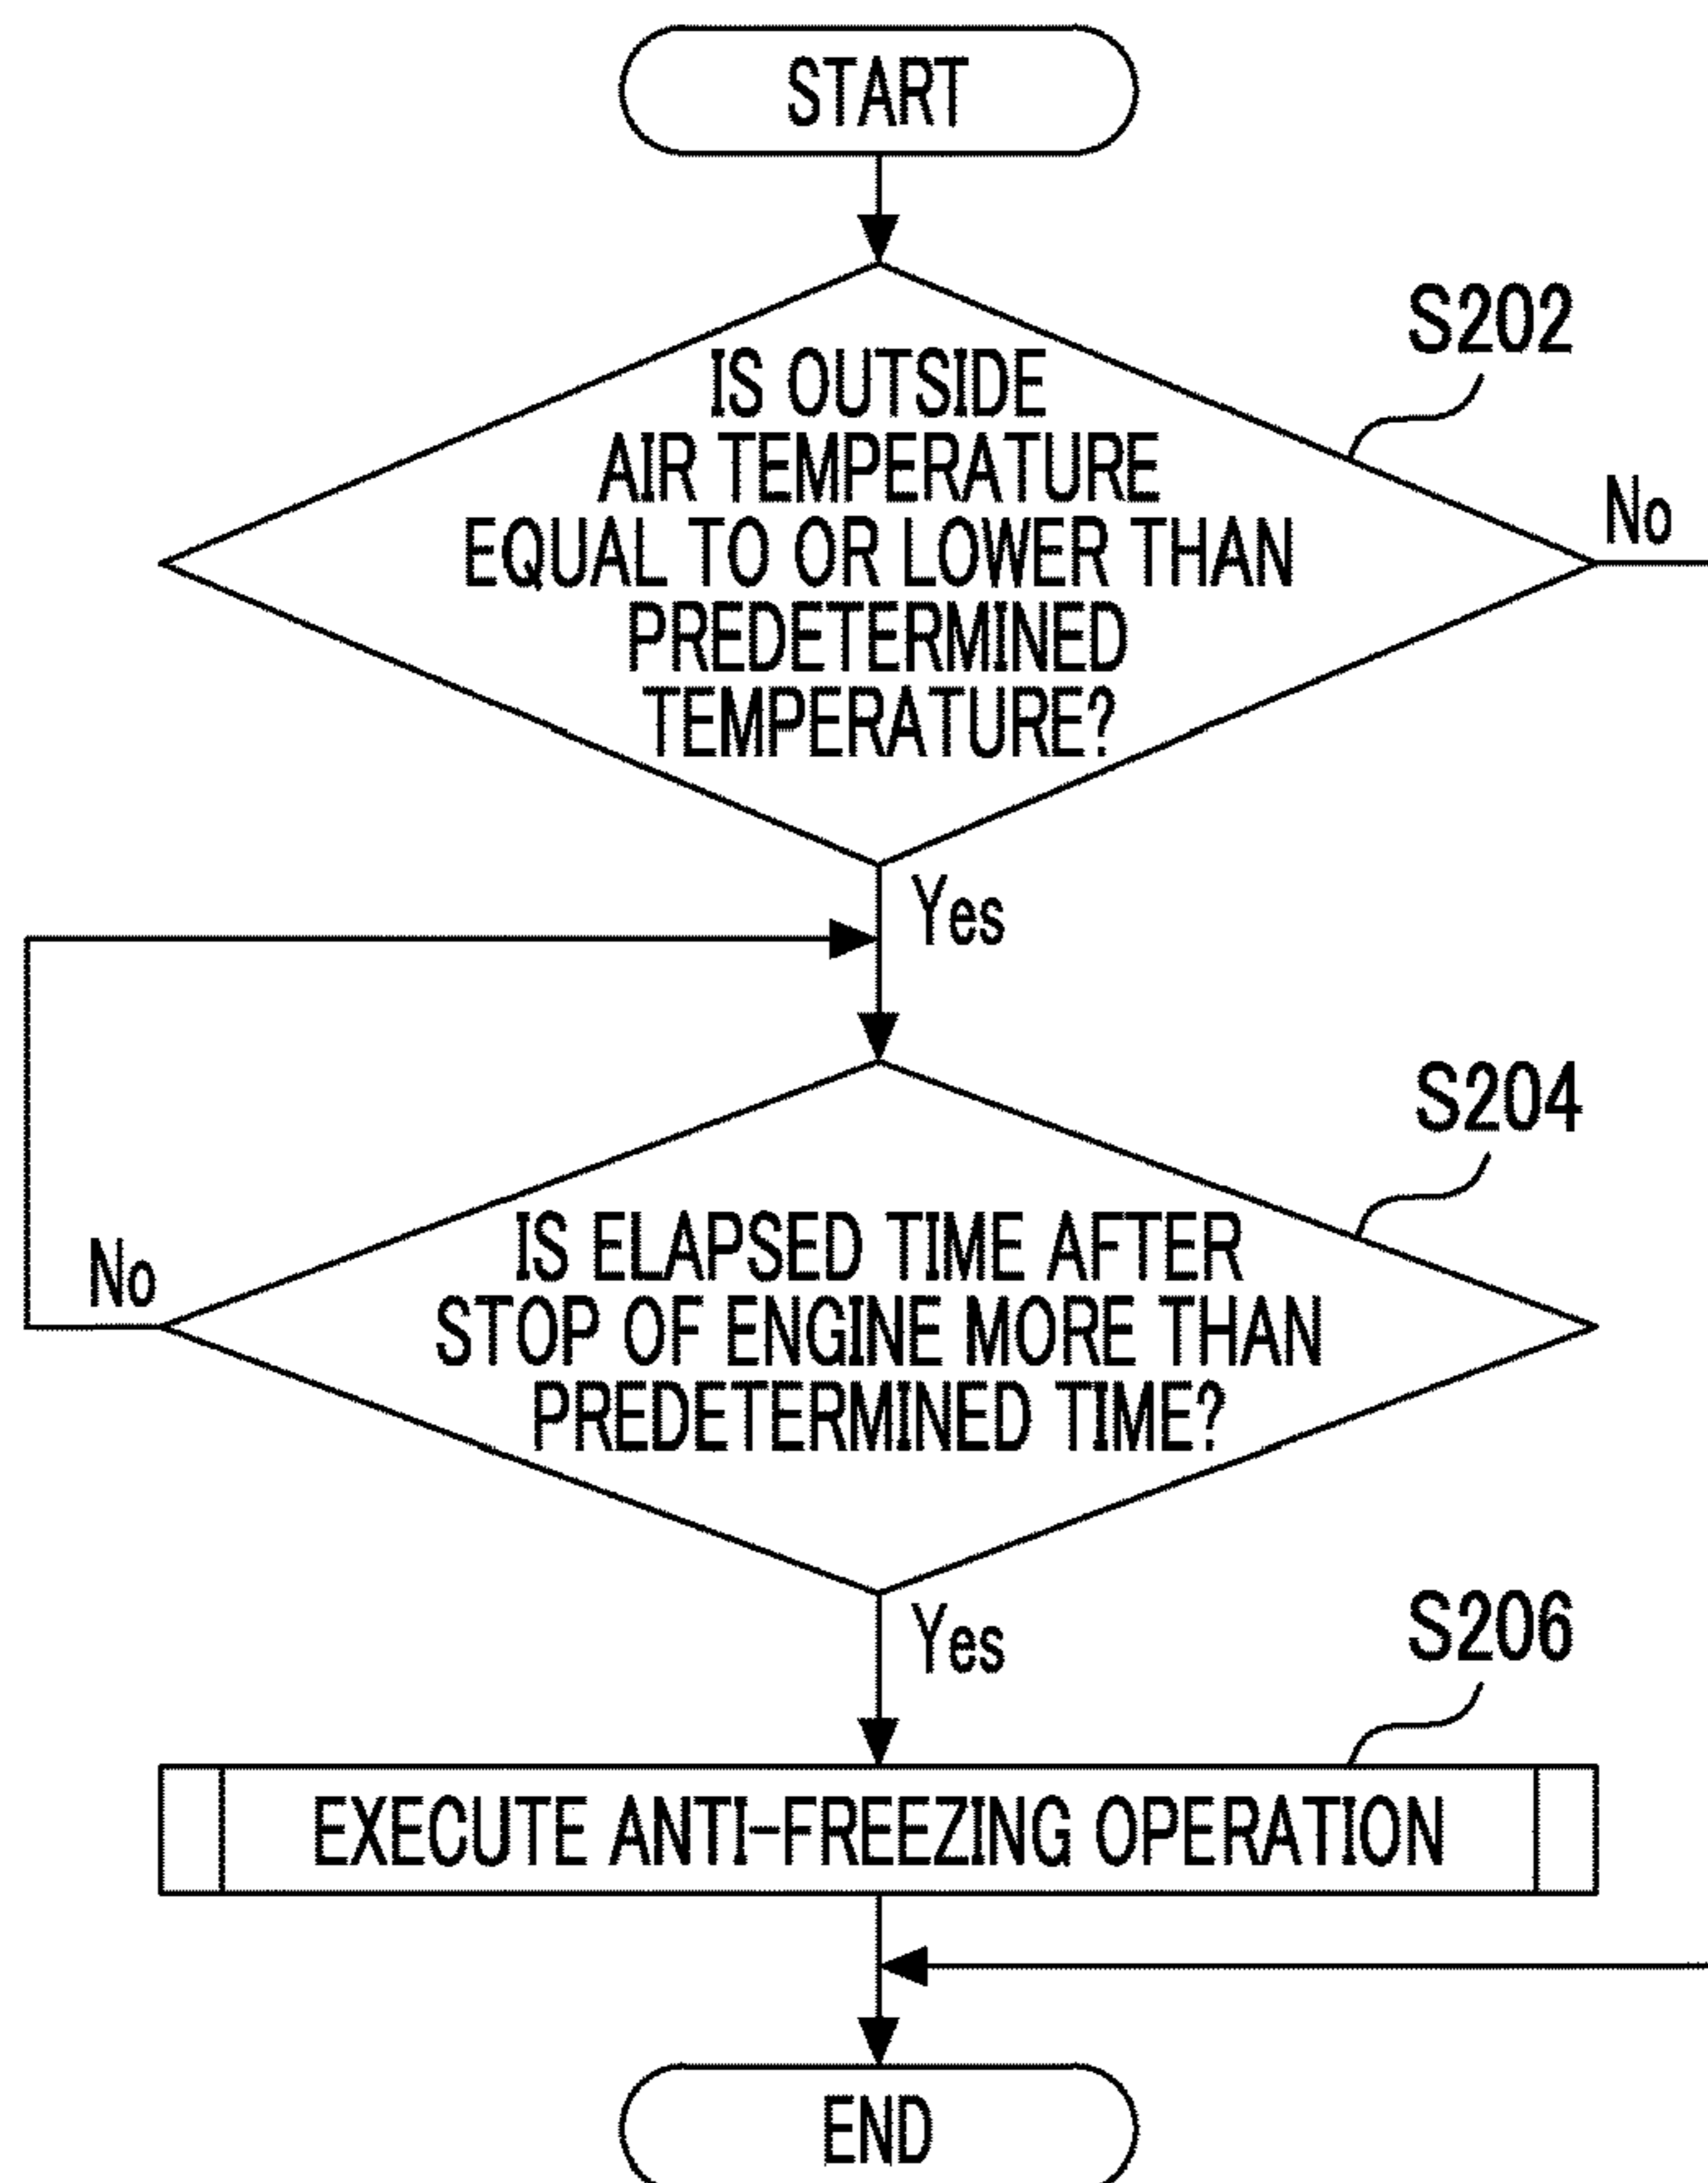 START
S202
IS OUTSIDE
AIR TEMPERATURE
EQUAL TO OR LOWER THAN
PREDETERMINED
TEMPERATURE?
No
Yes
S204
IS ELAPSED TIME AFTER
STOP OF ENGINE MORE THAN
PREDETERMINED TIME?
No
Yes
S206
EXECUTE ANTI-FREEZING OPERATION
END